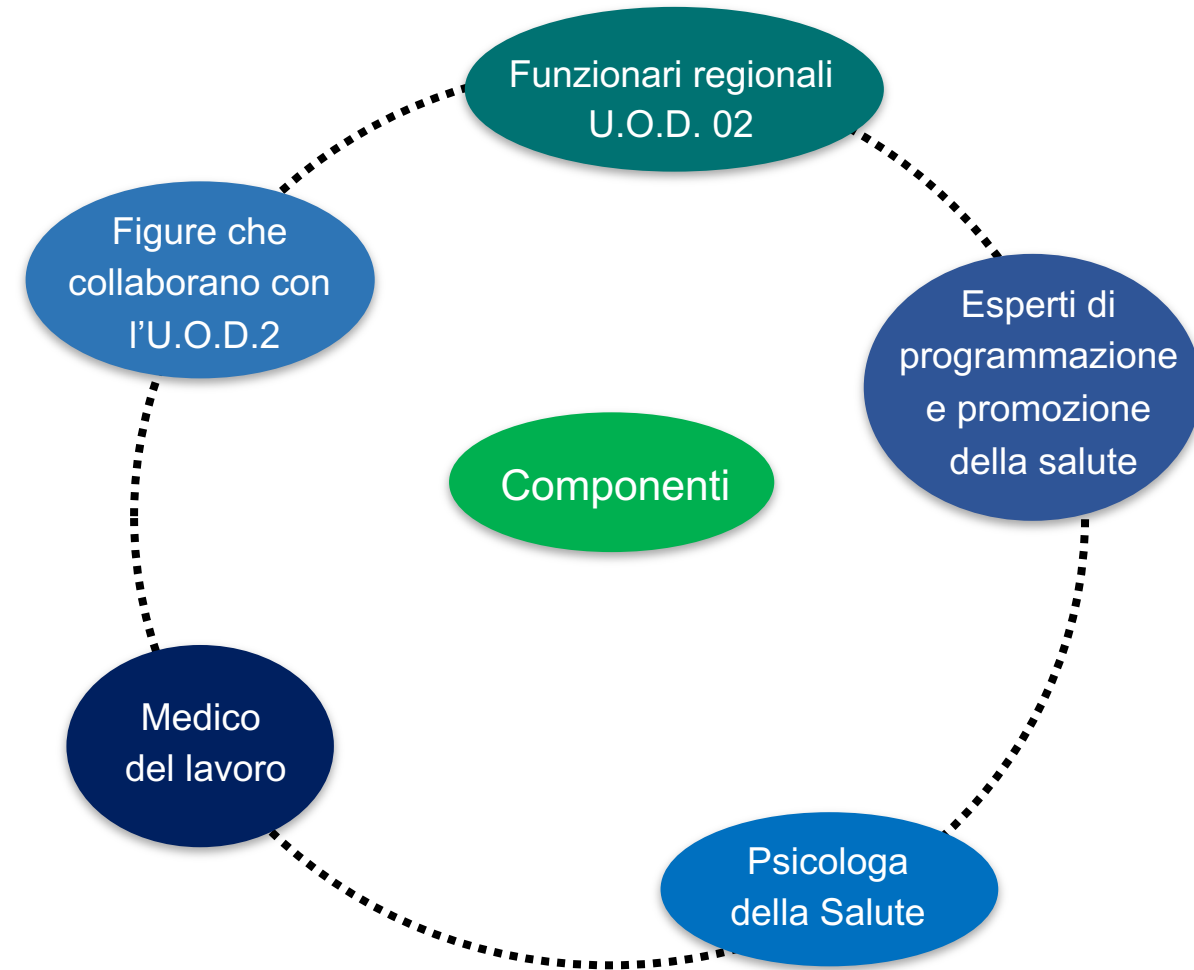 Funzionari regionali
U.O.D. 02
Figure che
collaborano con
l’U.O.D.2
Esperti di
programmazione
e promozione
della salute
Componenti
Medico
del lavoro
Psicologa
della Salute